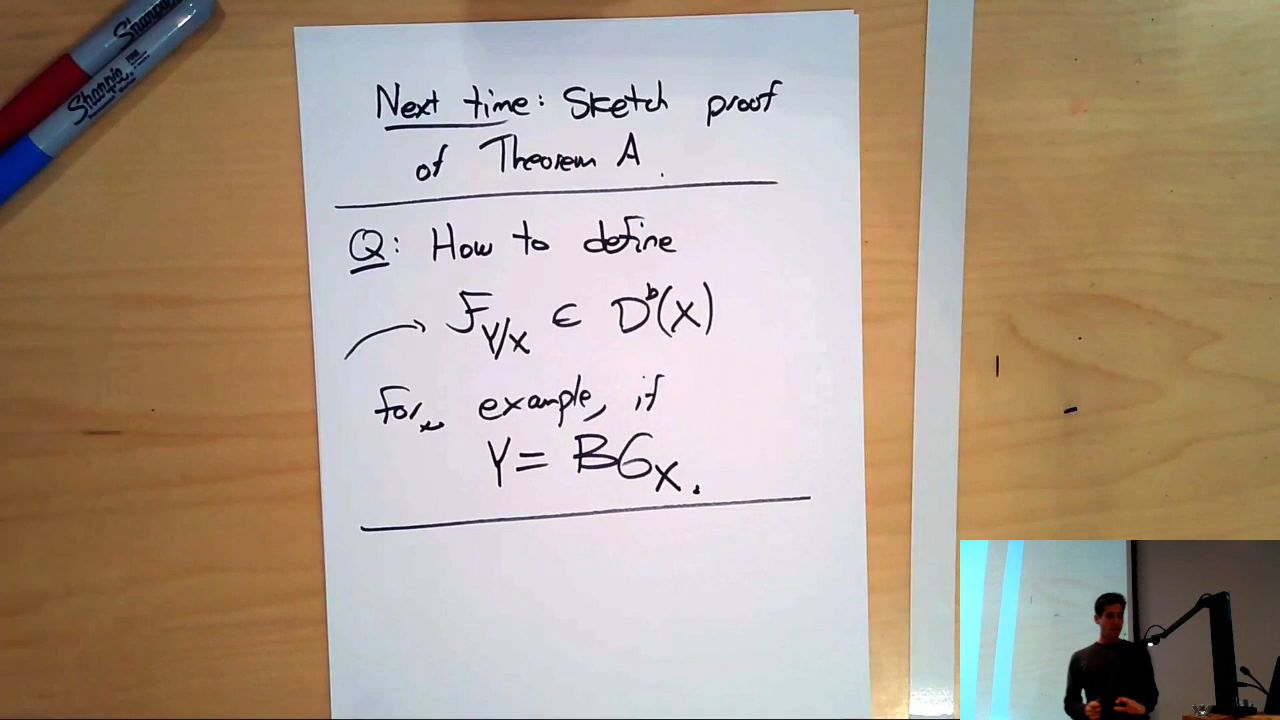 Sharpie
Sharpie
Next time: Sketch proof
of Theorem A.
Q: How to define
F_{Y/X} ∈ D^b(X)
for example, if
Y = BG_X.